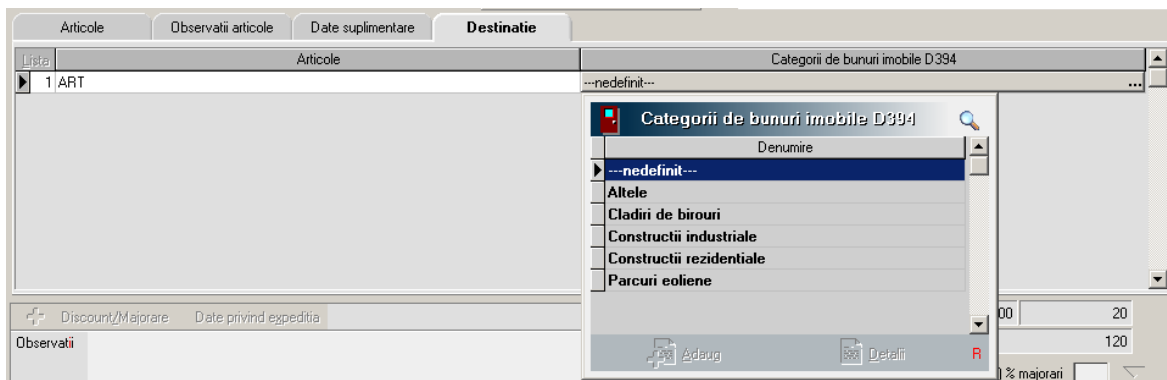 Articole Observatii articole Date suplimentare Destinatie
Lista Articole Categorii de bunuri imobile D394
1 ART ---nedefinit--- ...
Categorii de bunuri imobile D394
Denumire
---nedefinit---
Altele
Cladiri de birouri
Constructii industriale
Constructii rezidentiale
Parcuri eoliene
Discount/Majorare Date privind expeditia
00 20
Observatii
120
Adaug Detalii R
% majorari